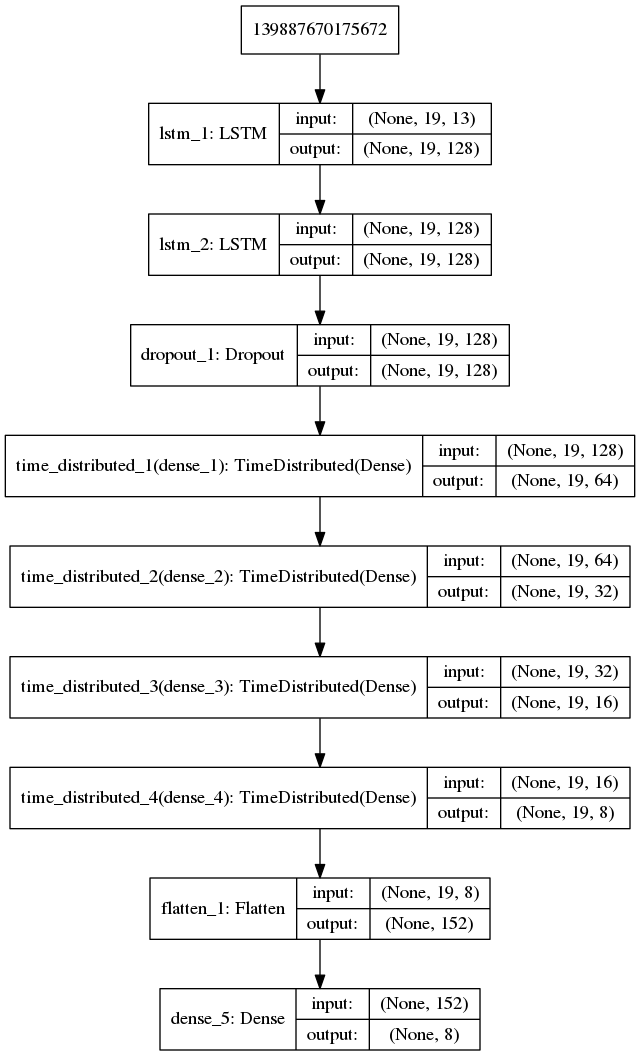 139887670175672
lstm_1: LSTM
input: (None, 19, 13)
output: (None, 19, 128)
lstm_2: LSTM
input: (None, 19, 128)
output: (None, 19, 128)
dropout_1: Dropout
input: (None, 19, 128)
output: (None, 19, 128)
time_distributed_1(dense_1): TimeDistributed(Dense)
input: (None, 19, 128)
output: (None, 19, 64)
time_distributed_2(dense_2): TimeDistributed(Dense)
input: (None, 19, 64)
output: (None, 19, 32)
time_distributed_3(dense_3): TimeDistributed(Dense)
input: (None, 19, 32)
output: (None, 19, 16)
time_distributed_4(dense_4): TimeDistributed(Dense)
input: (None, 19, 16)
output: (None, 19, 8)
flatten_1: Flatten
input: (None, 19, 8)
output: (None, 152)
dense_5: Dense
input: (None, 152)
output: (None, 8)